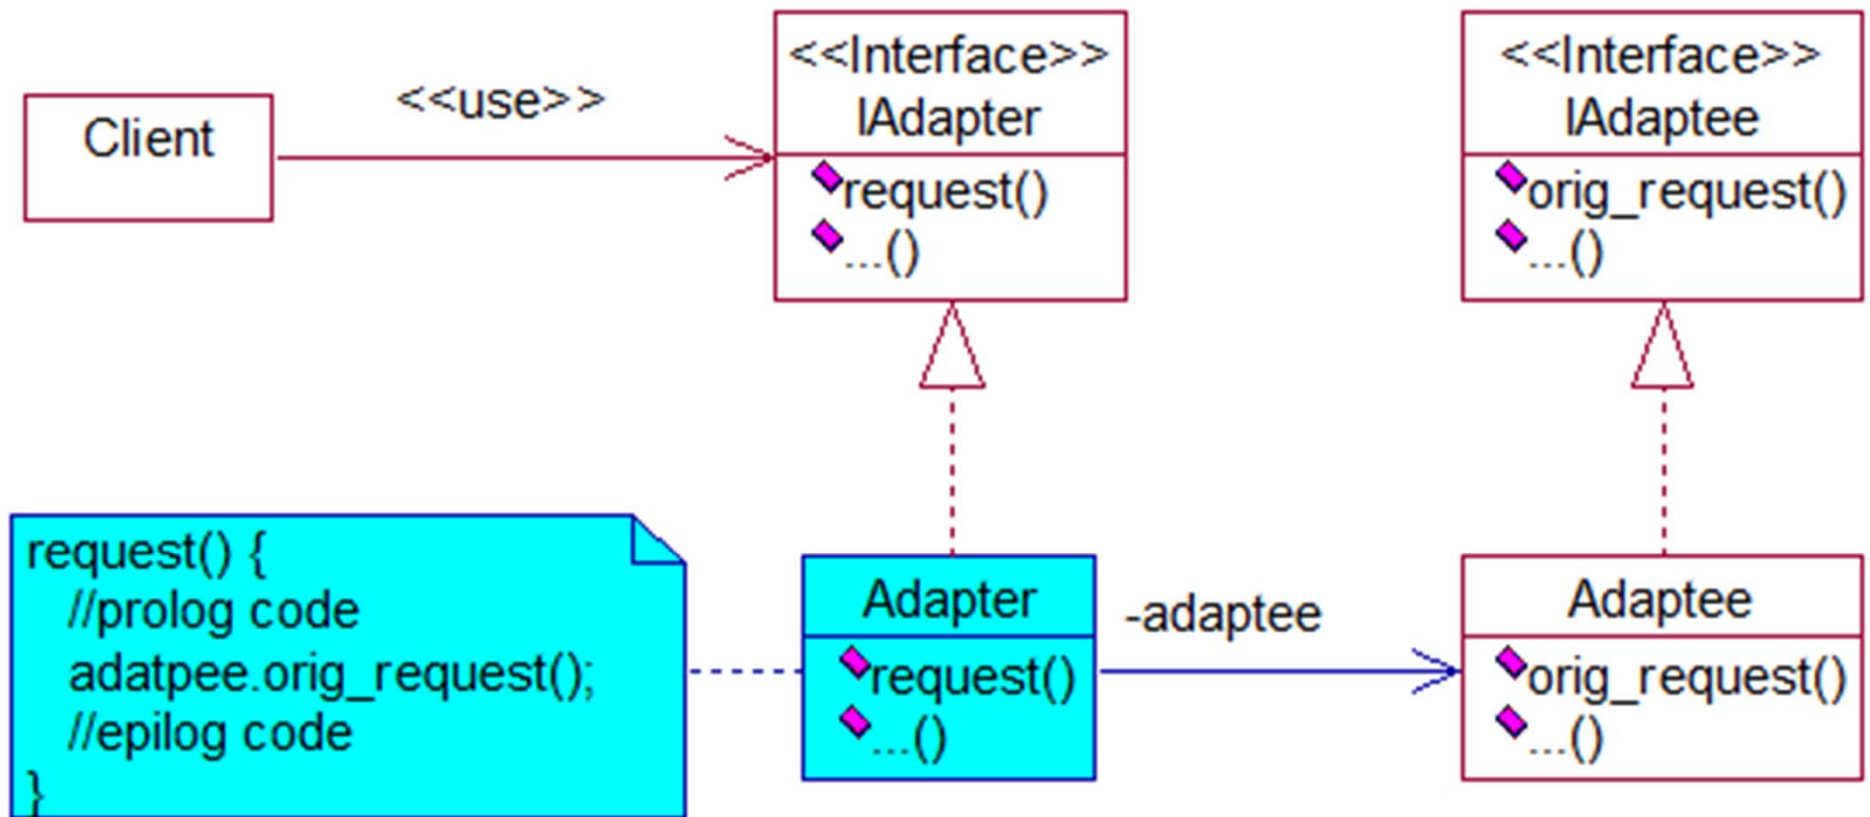 Client
<<use>>
<<Interface>>
IAdapter
request()
...()
<<Interface>>
IAdaptee
orig_request()
...()
request() {
//prolog code
adatpee.orig_request();
//epilog code
}
Adapter
request()
...()
-adaptee
Adaptee
orig_request()
...()